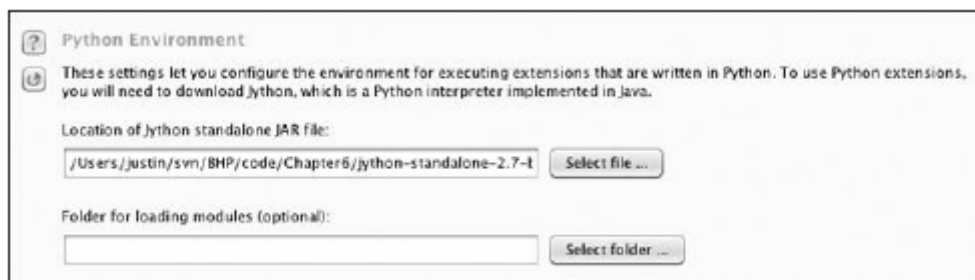 ? Python Environment
These settings let you configure the environment for executing extensions that are written in Python. To use Python extensions,
you will need to download Jython, which is a Python interpreter implemented in Java.
Location of Jython standalone JAR file:
/Users/justin/svn/BHP/code/Chapter6/jython-standalone-2.7-b Select file ...
Folder for loading modules (optional):
Select folder ...